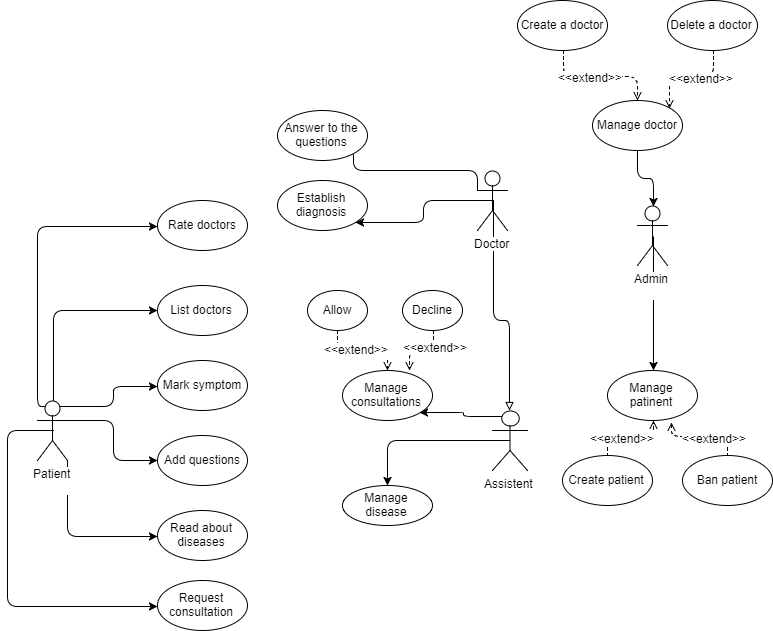 Create a doctor
Delete a doctor
<<extend>>
<<extend>>
Manage doctor
Answer to the
questions
Establish
diagnosis
Doctor
Admin
Rate doctors
List doctors
Mark symptom
Add questions
Read about
diseases
Request
consultation
Patient
Allow
Decline
<<extend>>
<<extend>>
Manage
consultations
Assistent
Manage
disease
Manage
patinent
<<extend>>
<<extend>>
Create patient
Ban patient